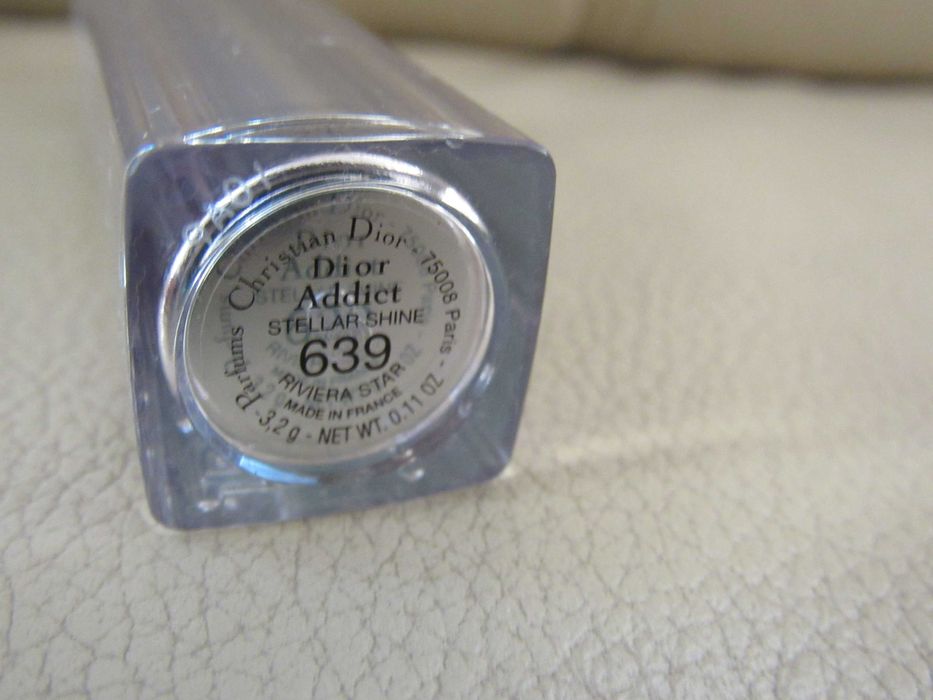 Parfums Christian Dior - 75008 Paris -
Dior
Addict
STELLAR SHINE
639
RIVIERA STAR
MADE IN FRANCE
3,2 g - NET WT. 0.11 OZ -